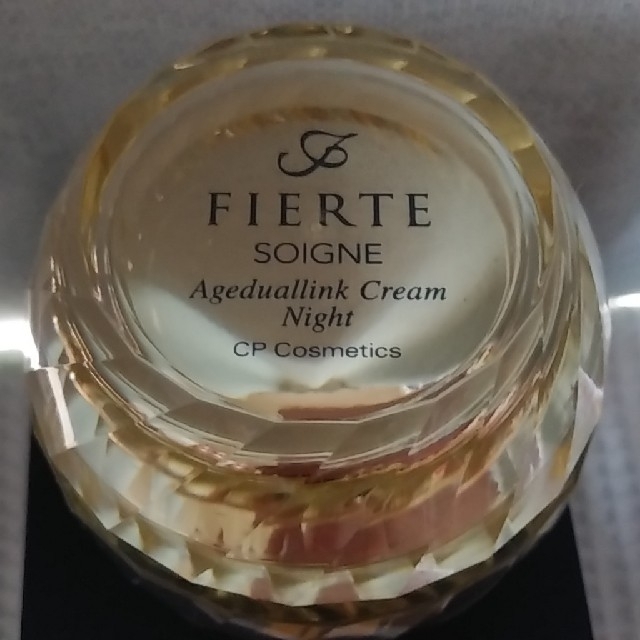 FIERTE
SOIGNE
Ageduallink Cream
Night
CP Cosmetics